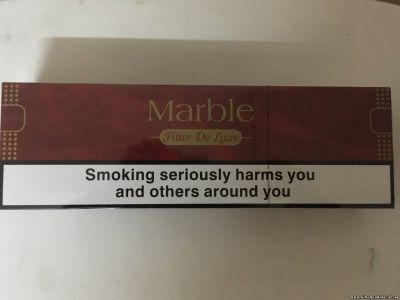 Marble
Filter De Luxe
Smoking seriously harms you
and others around you